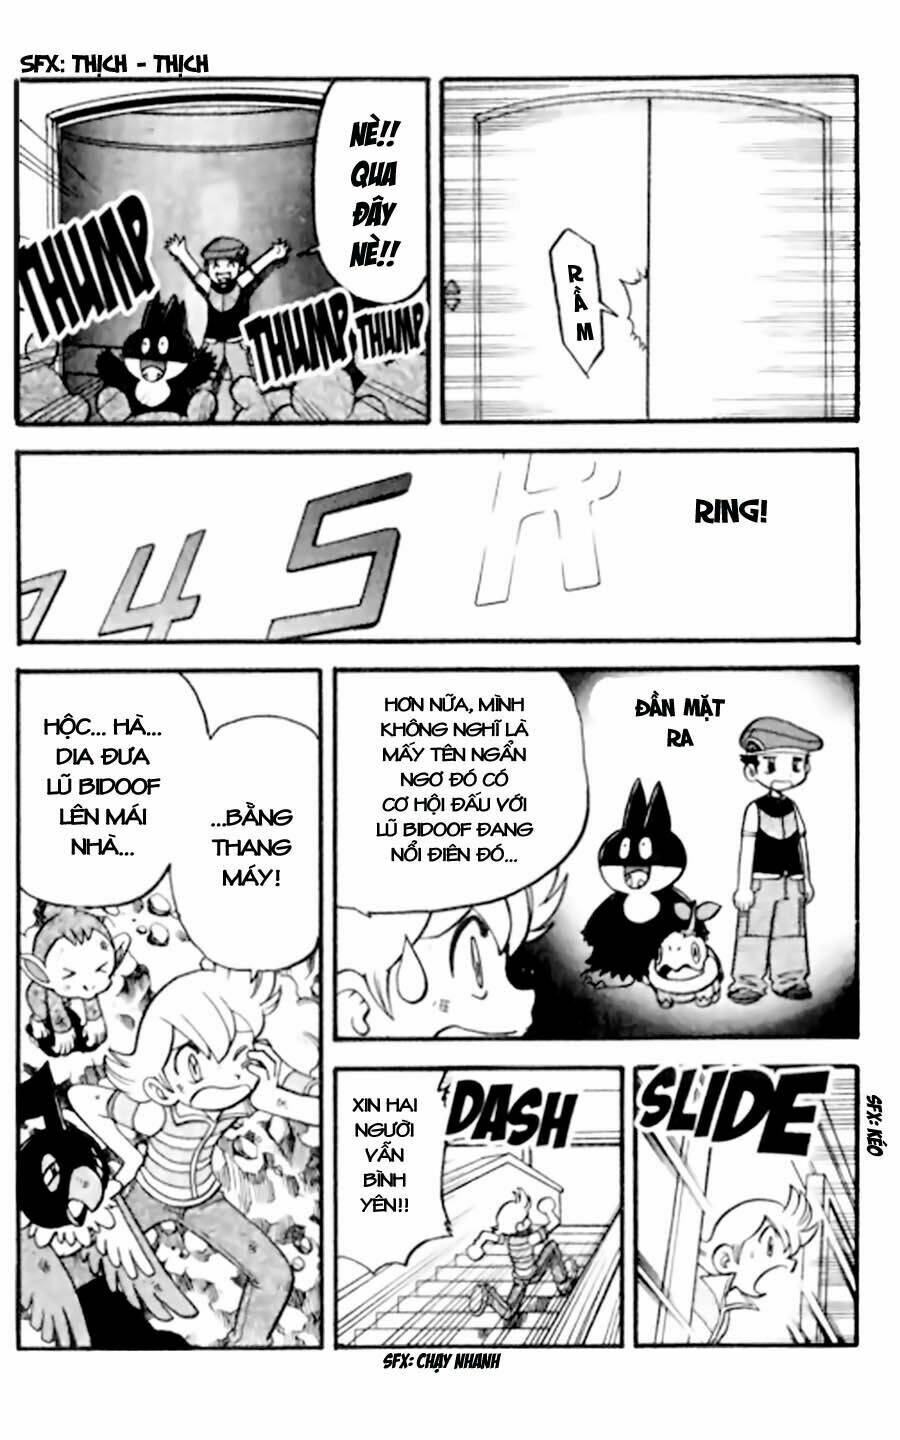 SFX: THỊCH - THỊCH
RẦM
NÈ!!
QUA
ĐÂY
NÈ!!
THUMP
THUMP
THUMP
4 5 R
RING!
ĐẦN MẶT
RA
HƠN NỮA, MÌNH
KHÔNG NGHĨ LÀ
MẤY TÊN NGẨN
NGƠ ĐÓ CÓ
CƠ HỘI ĐẤU VỚI
LŨ BIDOOF ĐANG
NỔI ĐIÊN ĐÓ...
...BẰNG
THANG
MÁY!
HỘC... HÀ...
DIA ĐƯA
LŨ BIDOOF
LÊN MÁI
NHÀ...
SLIDE
SFX: KÉO
DASH
XIN HAI
NGƯỜI
VẪN
BÌNH
YÊN!!
SFX: CHẠY NHANH